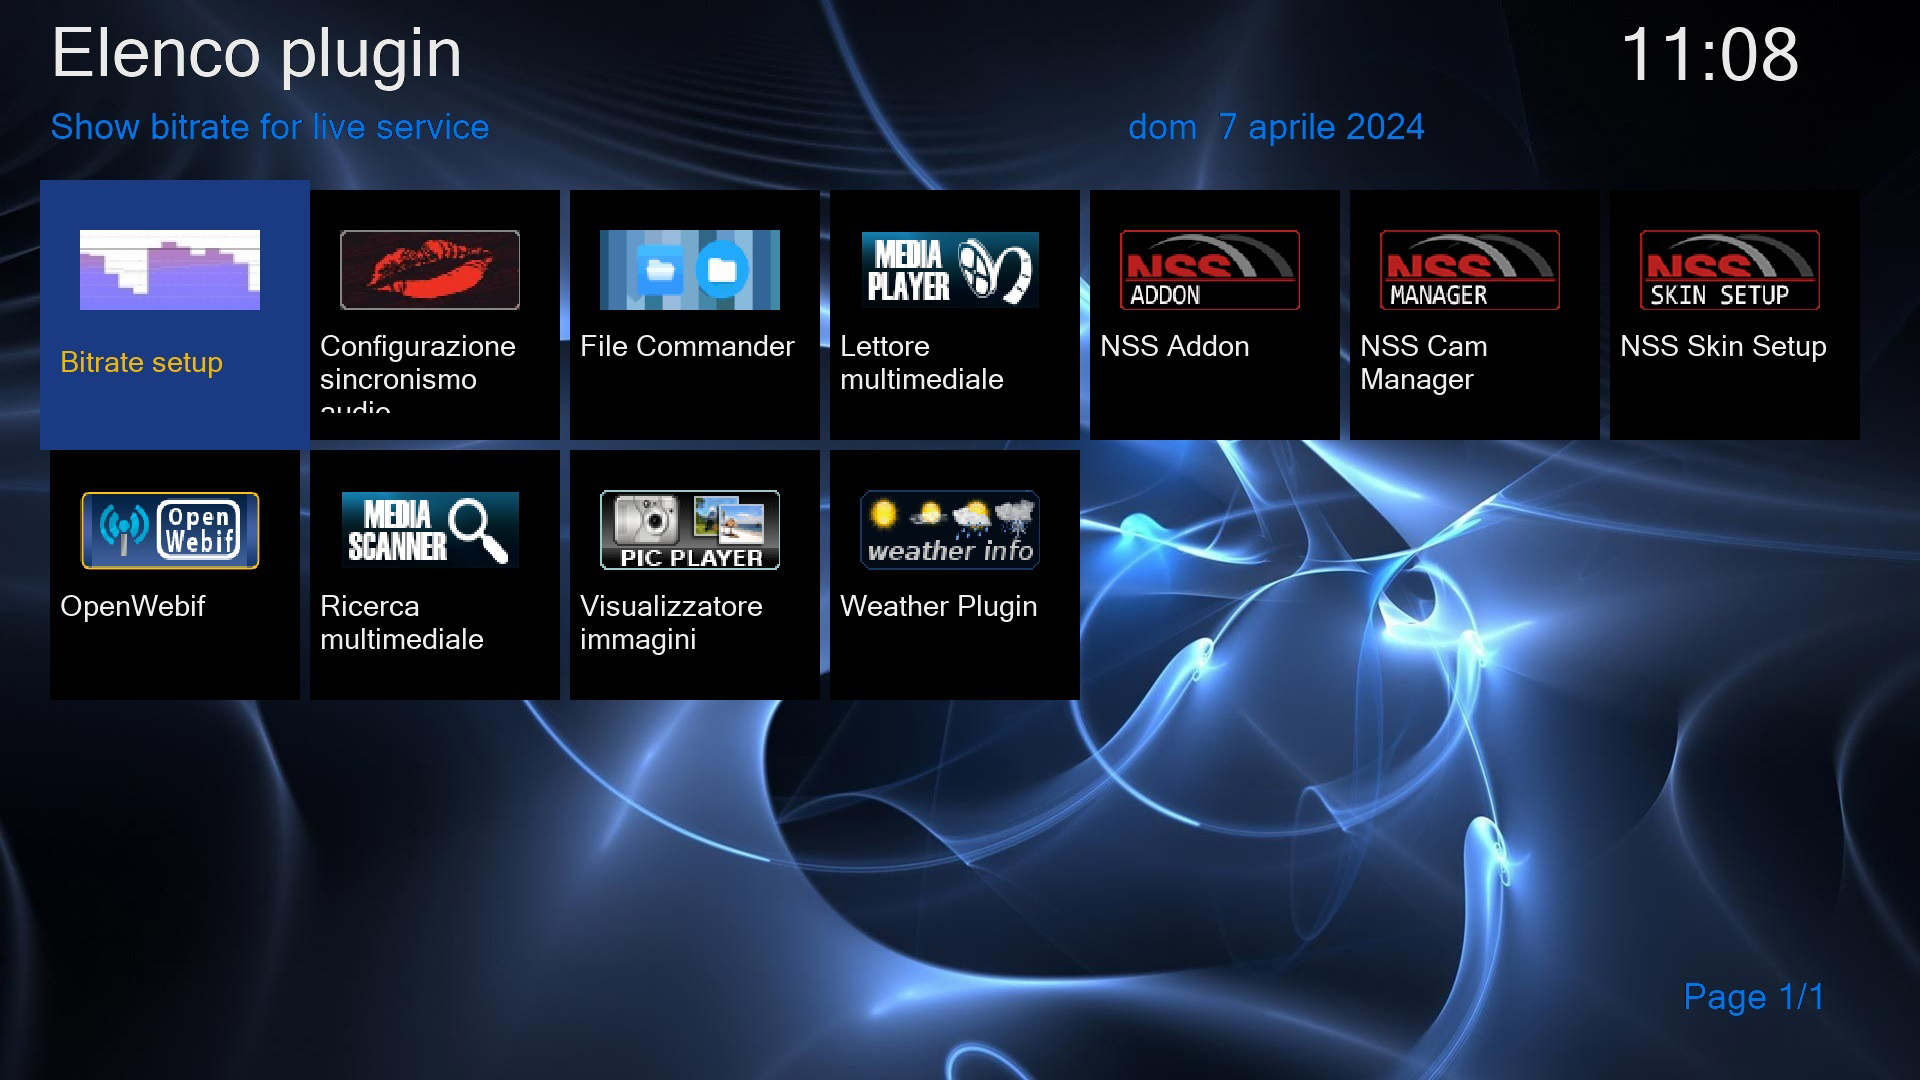 Elenco plugin
11:08
Show bitrate for live service
dom 7 aprile 2024
Bitrate setup
Configurazione
sincronismo
audio
File Commander
MEDIA
PLAYER
Lettore
multimediale
NSS
ADDON
NSS Addon
NSS
MANAGER
NSS Cam
Manager
NSS
SKIN SETUP
NSS Skin Setup
Open
Webif
OpenWebif
MEDIA
SCANNER
Ricerca
multimediale
PIC PLAYER
Visualizzatore
immagini
weather info
Weather Plugin
Page 1/1